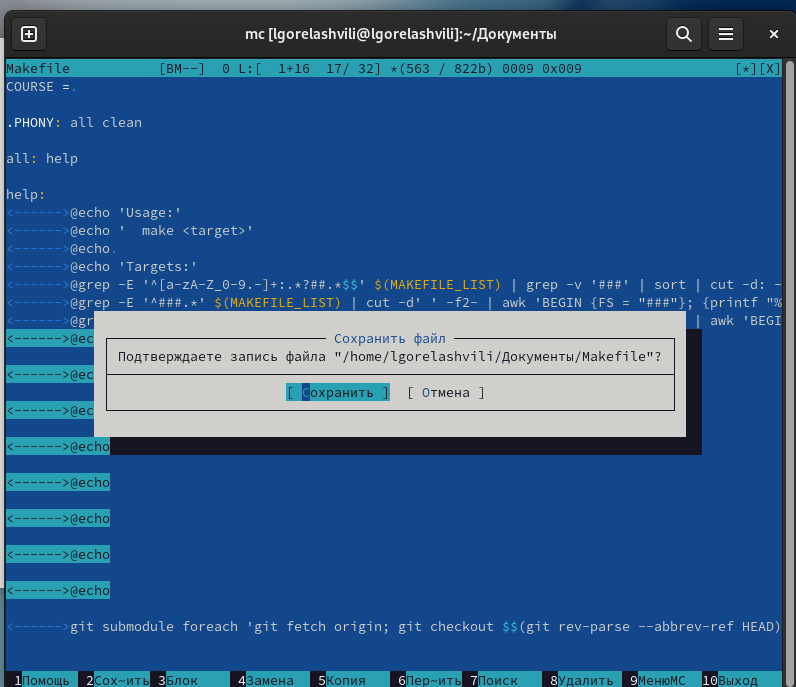 mc [lgorelashvili@lgorelashvili]:~/Документы
Makefile [BM--] 0 L:[ 1+16 17/ 32] *(563 / 822b) 0009 0x009 [*][X]
COURSE =.
.PHONY: all clean
all: help
help:
<------>@echo 'Usage:'
<------>@echo '  make <target>'
<------>@echo.
<------>@echo 'Targets:'
<------>@grep -E '^[a-zA-Z_0-9.-]+:.*?##.*$$' $(MAKEFILE_LIST) | grep -v '###' | sort | cut -d: -
<------>@grep -E '^###.*' $(MAKEFILE_LIST) | cut -d' ' -f2- | awk 'BEGIN {FS = "###"}; {printf "%
<------>@gr | awk 'BEGI
<------>@ec
Сохранить файл
Подтверждаете запись файла "/home/lgorelashvili/Документы/Makefile"?
<------>@ec
[ Сохранить ] [ Отмена ]
<------>@ec
<------>@echo
<------>@echo
<------>@echo
<------>@echo
<------>@echo
<------>git submodule foreach 'git fetch origin; git checkout $$(git rev-parse --abbrev-ref HEAD)
1Помощь 2Сох~ить 3Блок 4Замена 5Копия 6Пер~ить 7Поиск 8Удалить 9МенюMC 10Выход